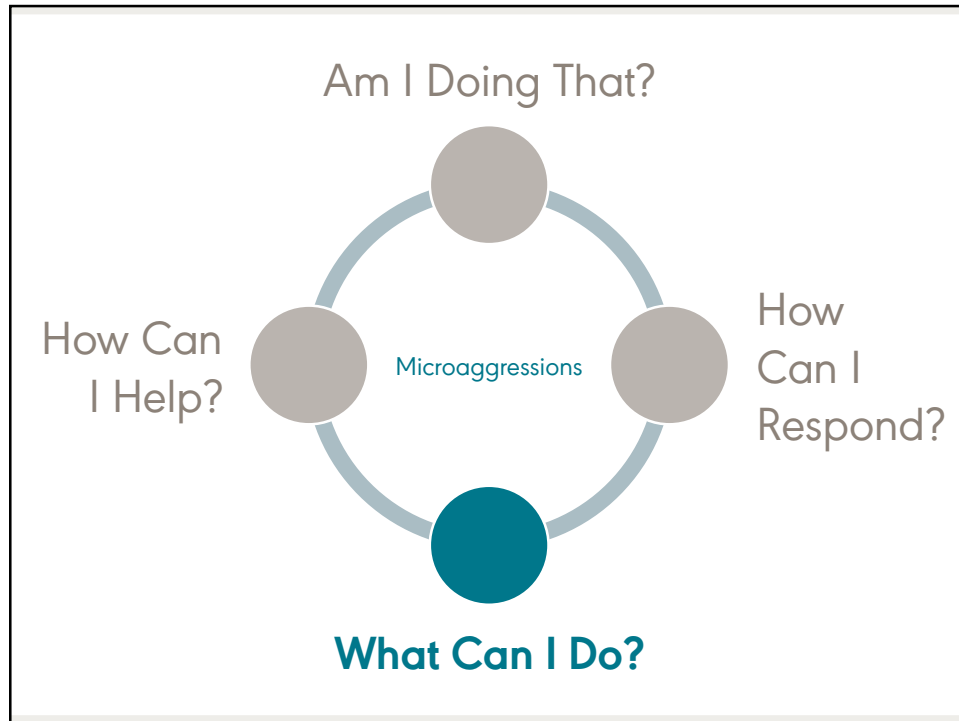 Am I Doing That?
How Can
I Help?
Microaggressions
How
Can I
Respond?
What Can I Do?